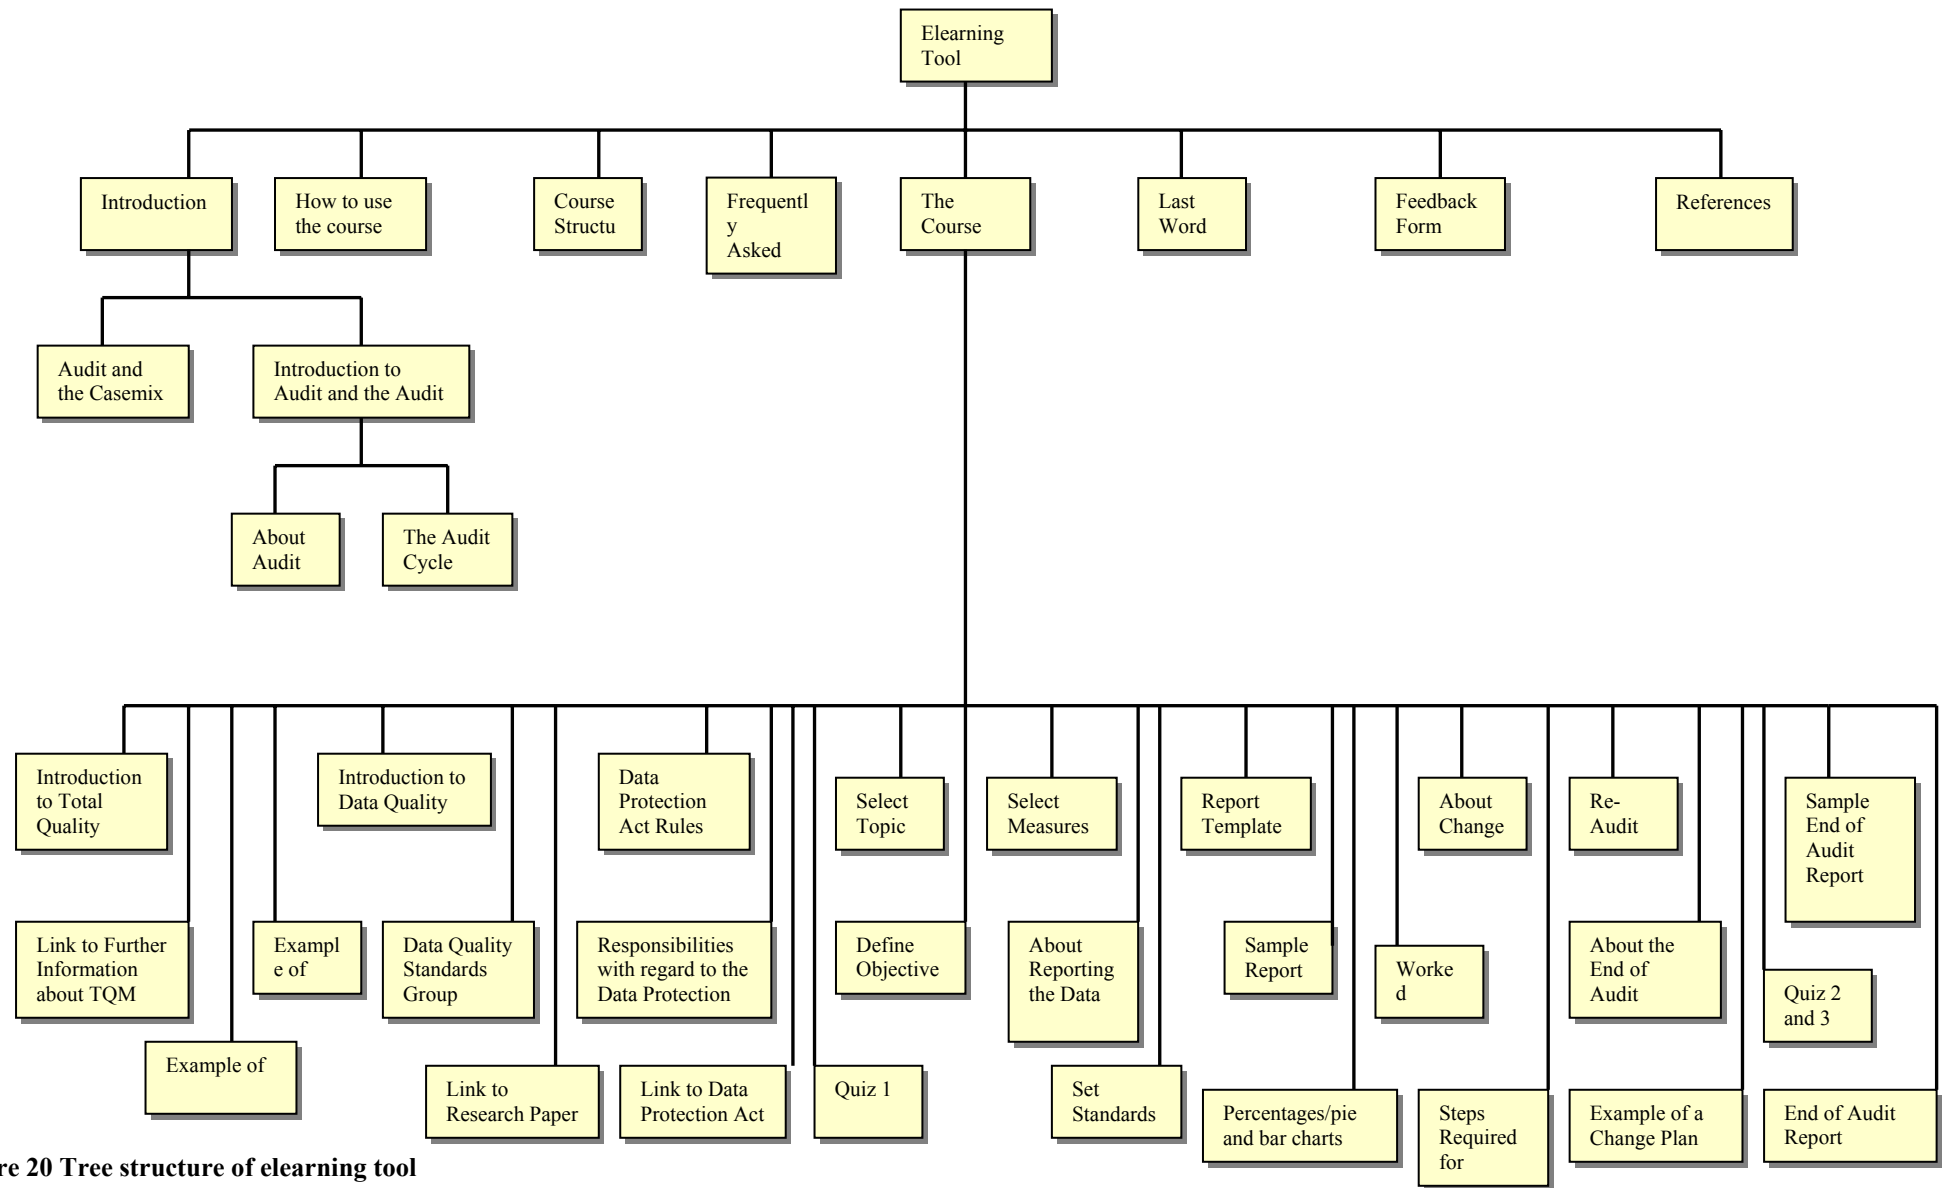 Elearning
Tool
Introduction
How to use
the course
Course
Structu
Frequentl
y
Asked
The
Course
Last
Word
Feedback
Form
References
Audit and
the Casemix
Introduction to
Audit and the Audit
About
Audit
The Audit
Cycle
Introduction
to Total
Quality
Introduction to
Data Quality
Data
Protection
Act Rules
Select
Topic
Select
Measures
Report
Template
About
Change
Re-
Audit
Sample
End of
Audit
Report
Link to Further
Information
about TQM
Exampl
e of
Data Quality
Standards
Group
Responsibilities
with regard to the
Data Protection
Define
Objective
About
Reporting
the Data
Sample
Report
Worke
d
About the
End of
Audit
Quiz 2
and 3
Example of
Link to
Research Paper
Link to Data
Protection Act
Quiz 1
Set
Standards
Percentages/pie
and bar charts
Steps
Required
for
Example of a
Change Plan
End of Audit
Report
re 20 Tree structure of elearning tool